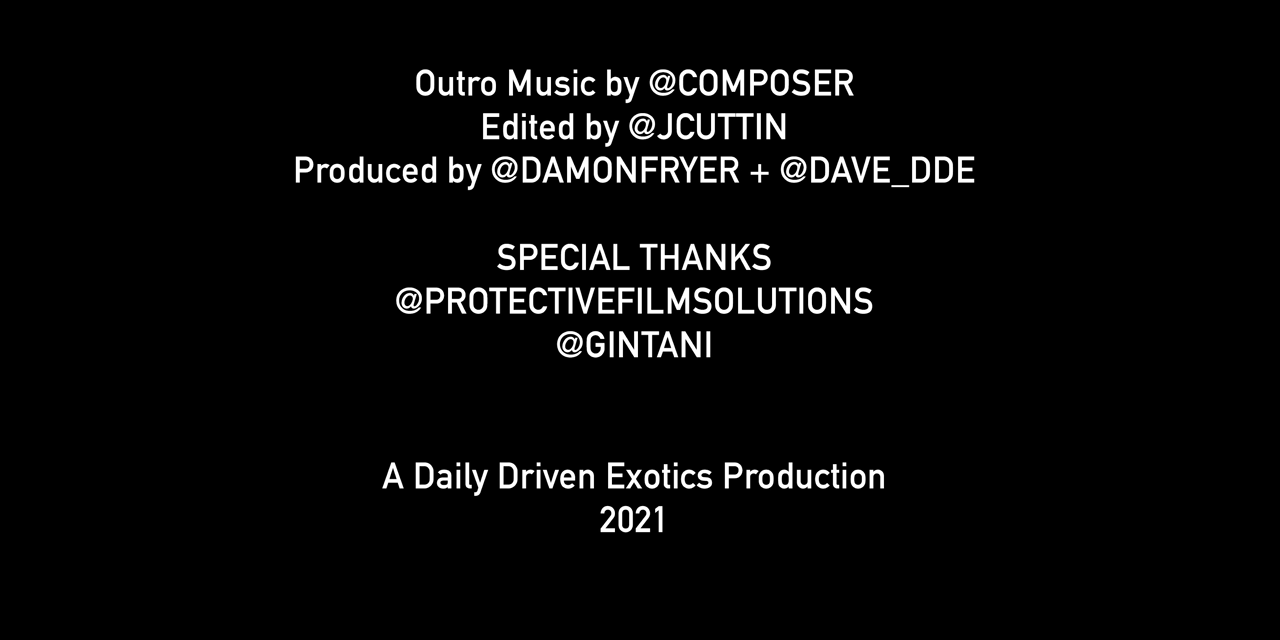 Outro Music by @COMPOSER
Edited by @JCUTTIN
Produced by @DAMONFRYER + @DAVE_DDE
SPECIAL THANKS
@PROTECTIVEFILMSOLUTIONS
@GINTANI
A Daily Driven Exotics Production
2021